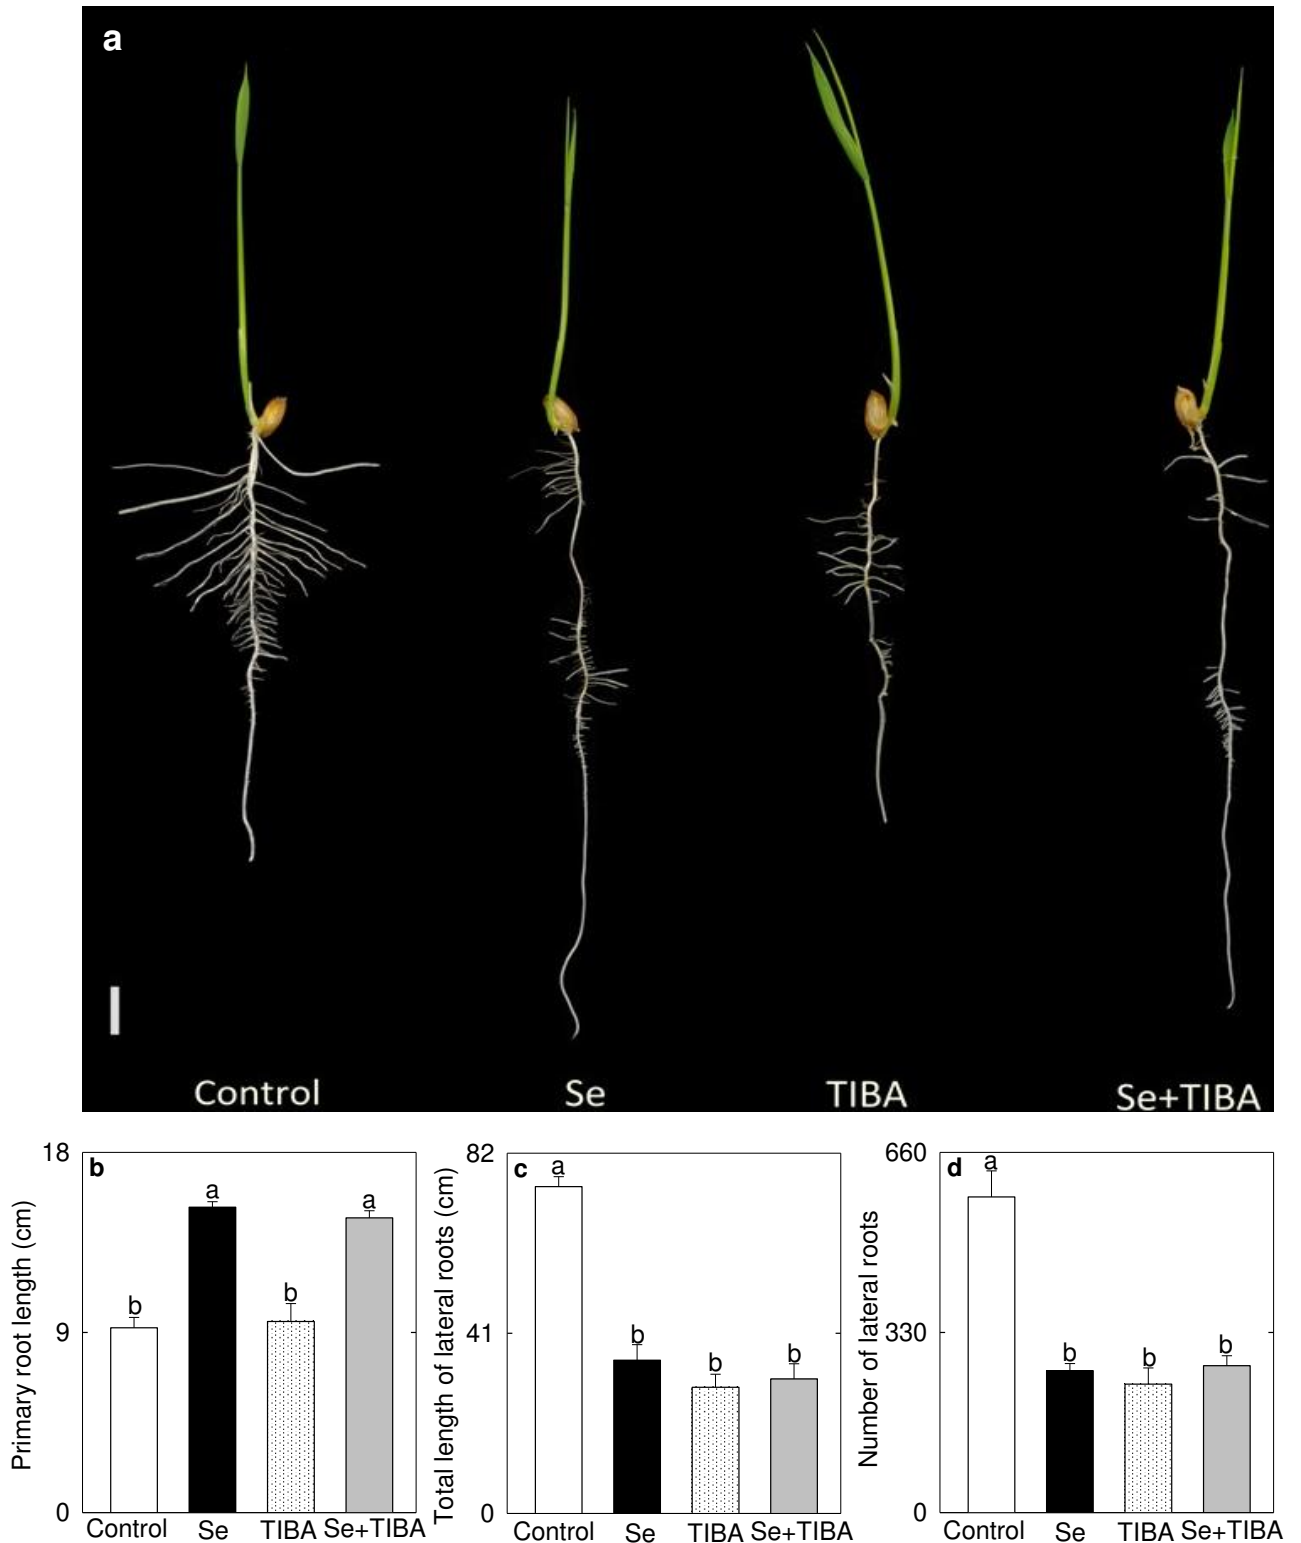 a
Control Se TIBA Se+TIBA
18
b
a
a
b
b
9
0
Primary root length (cm)
Control Se TIBA Se+TIBA
82
c
a
b
b
b
41
0
Total length of lateral roots (cm)
Control Se TIBA Se+TIBA
660
d
a
b
b
b
330
0
Number of lateral roots
Control Se TIBA Se+TIBA